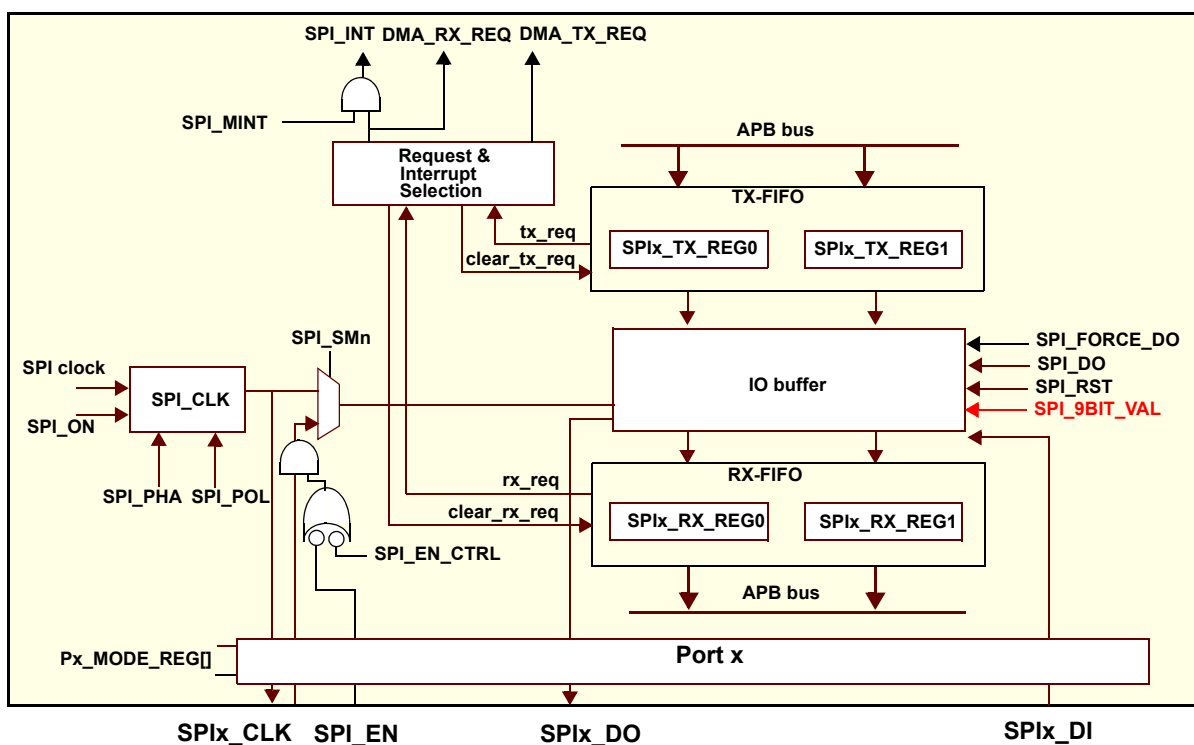 SPI_INT DMA_RX_REQ DMA_TX_REQ
SPI_MINT
APB bus
Request &
Interrupt
Selection
TX-FIFO
tx_req
SPIx_TX_REG0 SPIx_TX_REG1
clear_tx_req
SPI_SMn
SPI_FORCE_DO
SPI clock
SPI_DO
SPI_CLK
IO buffer
SPI_RST
SPI_9BIT_VAL
SPI_ON
RX-FIFO
SPI_PHA SPI_POL
rx_req
clear_rx_req
SPIx_RX_REG0 SPIx_RX_REG1
SPI_EN_CTRL
APB bus
Px_MODE_REG[]
Port x
SPIx_CLK SPI_EN SPIx_DO SPIx_DI